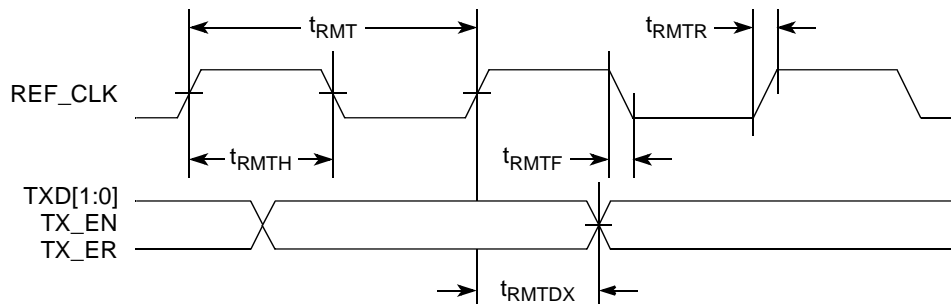 tRMT
tRMTR
REF_CLK
tRMTH
tRMTF
TXD[1:0]
TX_EN
TX_ER
tRMTDX